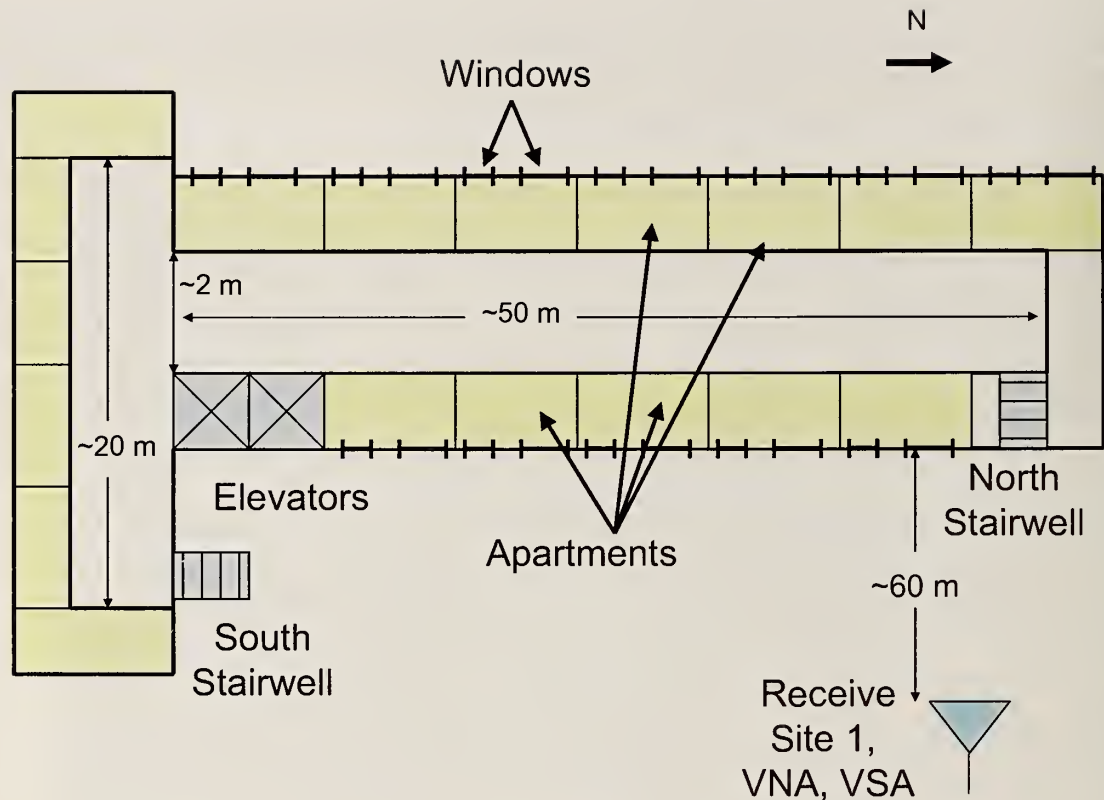 N
Windows
~2 m
~50 m
~20 m
Elevators
North
Stairwell
Apartments
~60 m
South
Stairwell
Receive
Site 1,
VNA, VSA